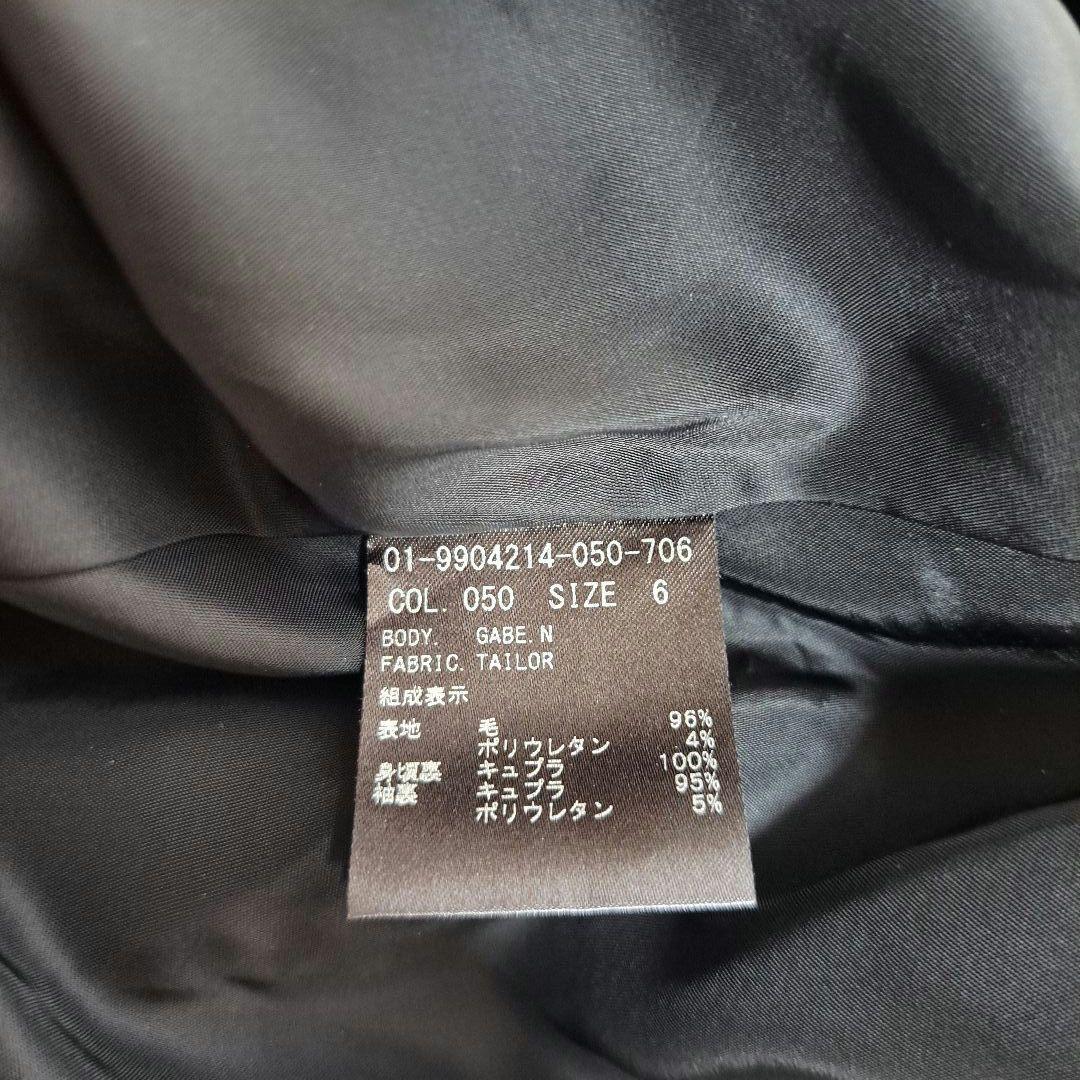 01-9904214-050-706
COL. 050 SIZE 6
BODY. GABE.N
FABRIC. TAILOR
組成表示
表地 毛 96%
ポリウレタン 4%
身頃裏 キュプラ 100%
袖裏 キュプラ 95%
ポリウレタン 5%